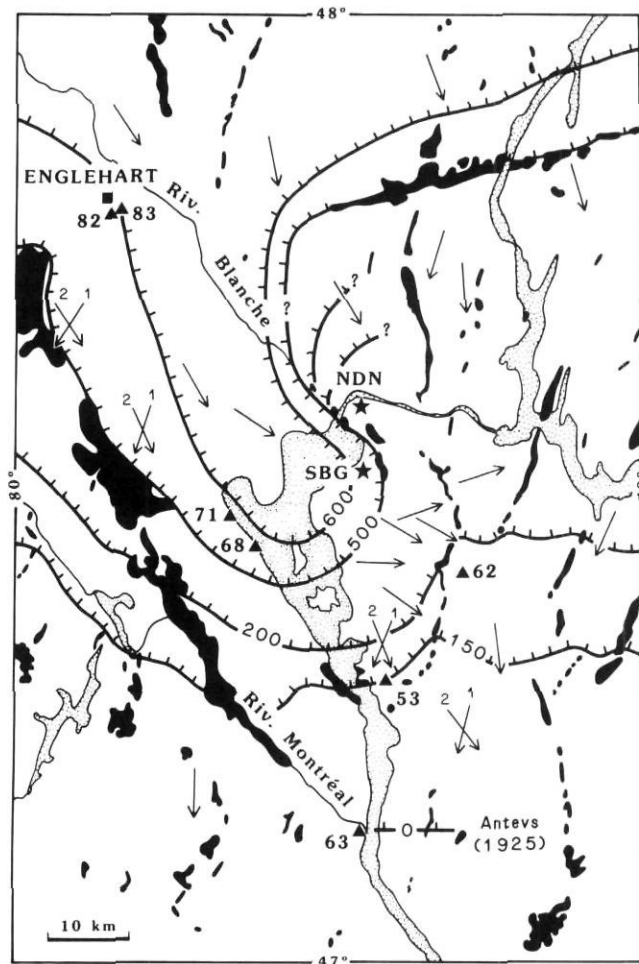 48°
ENGLEHART
82 83
Riv.
Blanche
?
?
?
2 1
2 1
NDN
SBG
80°
600
500
71
68
62
200
2 1
150
53
2 1
Riv. Montréal
63
0
Antevs
(1925)
10 km
47°